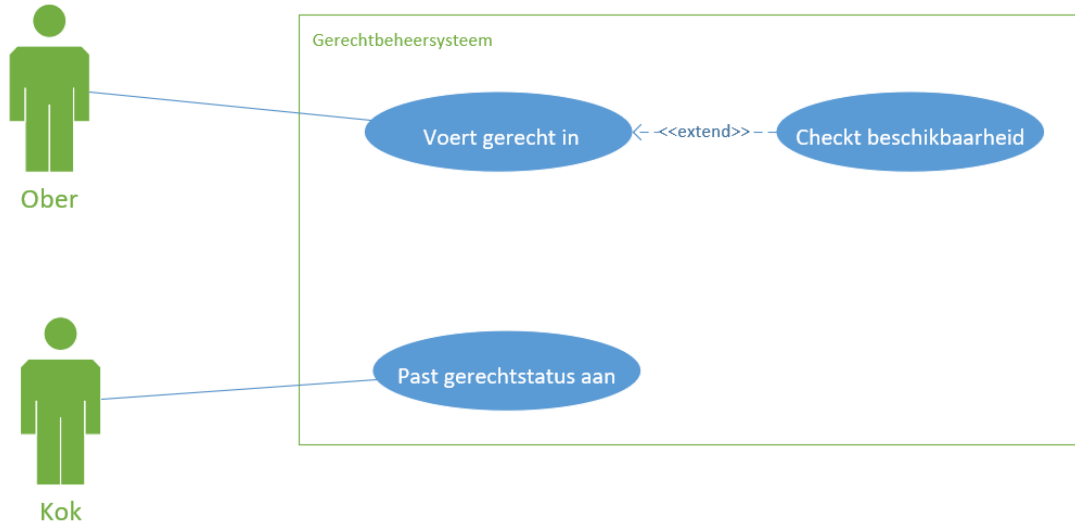 Gerechtbeheersysteem
Voert gerecht in
<<extend>>
Checkt beschikbaarheid
Ober
Past gerechtstatus aan
Kok